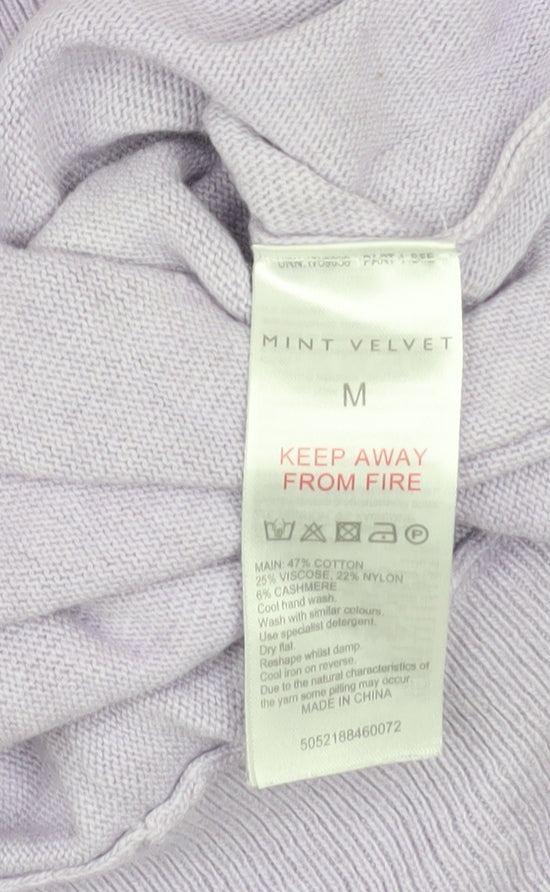 MINT VELVET
M
KEEP AWAY
FROM FIRE
P
MAIN: 47% COTTON
25% VISCOSE, 22% NYLON
6% CASHMERE
Cool hand wash.
Wash with similar colours.
Use specialist detergent.
Dry flat.
Reshape whilst damp.
Cool iron on reverse.
Due to the natural characteristics of
the yarn some pilling may occur.
MADE IN CHINA
5052188460072